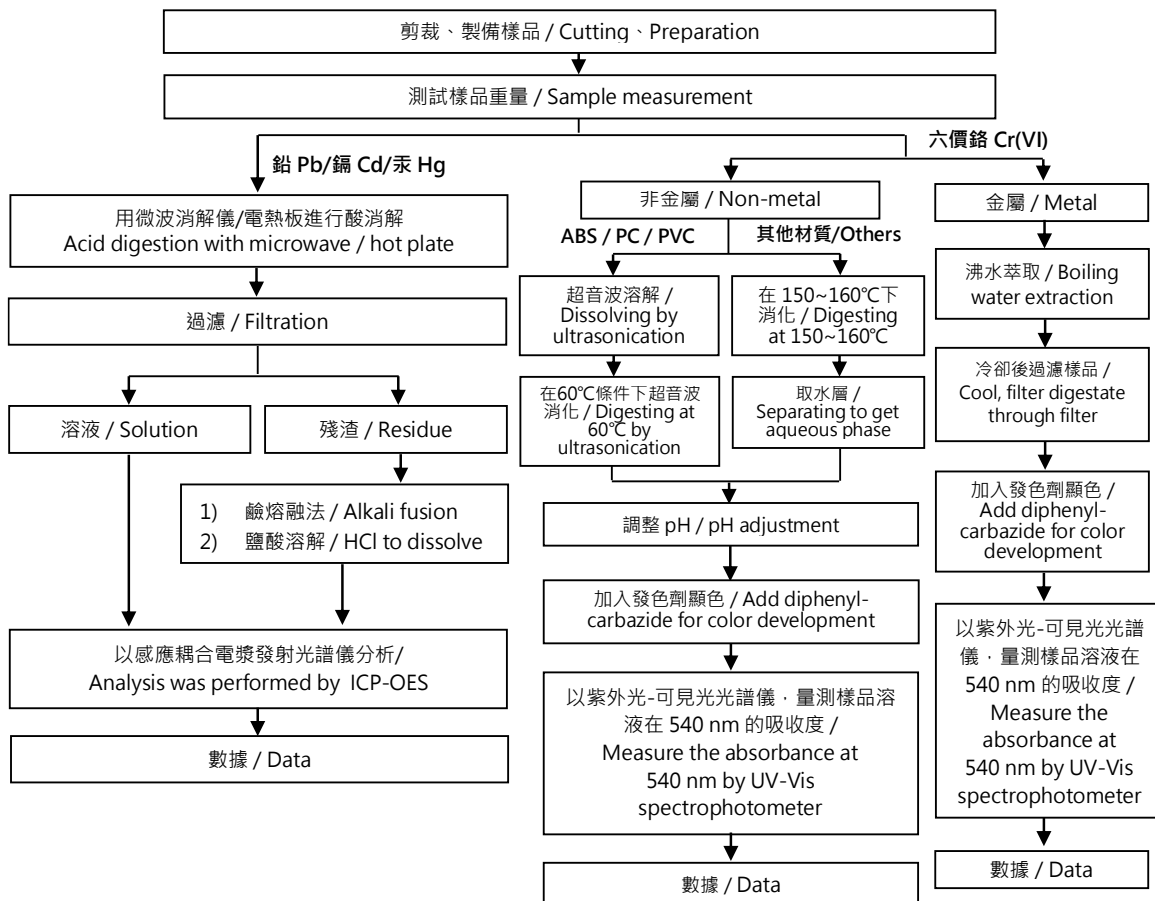 剪裁、製備樣品 / Cutting、Preparation
測試樣品重量 / Sample measurement
鉛 Pb/鎘 Cd/汞 Hg
用微波消解儀/電熱板進行酸消解
Acid digestion with microwave / hot plate
過濾 / Filtration
溶液 / Solution
殘渣 / Residue
1) 鹼熔融法 / Alkali fusion
2) 鹽酸溶解 / HCl to dissolve
以感應耦合電漿發射光譜儀分析/
Analysis was performed by ICP-OES
數據 / Data
六價鉻 Cr(VI)
非金屬 / Non-metal
ABS / PC / PVC
超音波溶解 /
Dissolving by
ultrasonication
在60℃條件下超音波
消化 / Digesting at
60℃ by
ultrasonication
其他材質/Others
在 150~160℃下
消化 / Digesting
at 150~160℃
取水層 /
Separating to get
aqueous phase
調整 pH / pH adjustment
加入發色劑顯色 / Add diphenyl-
carbazide for color development
以紫外光-可見光光譜儀，量測樣品溶
液在 540 nm 的吸收度 /
Measure the absorbance at
540 nm by UV-Vis
spectrophotometer
數據 / Data
金屬 / Metal
沸水萃取 / Boiling
water extraction
冷卻後過濾樣品 /
Cool, filter digestate
through filter
加入發色劑顯色 /
Add diphenyl-
carbazide for color
development
以紫外光-可見光光譜
儀，量測樣品溶液在
540 nm 的吸收度 /
Measure the
absorbance at
540 nm by UV-Vis
spectrophotometer
數據 / Data